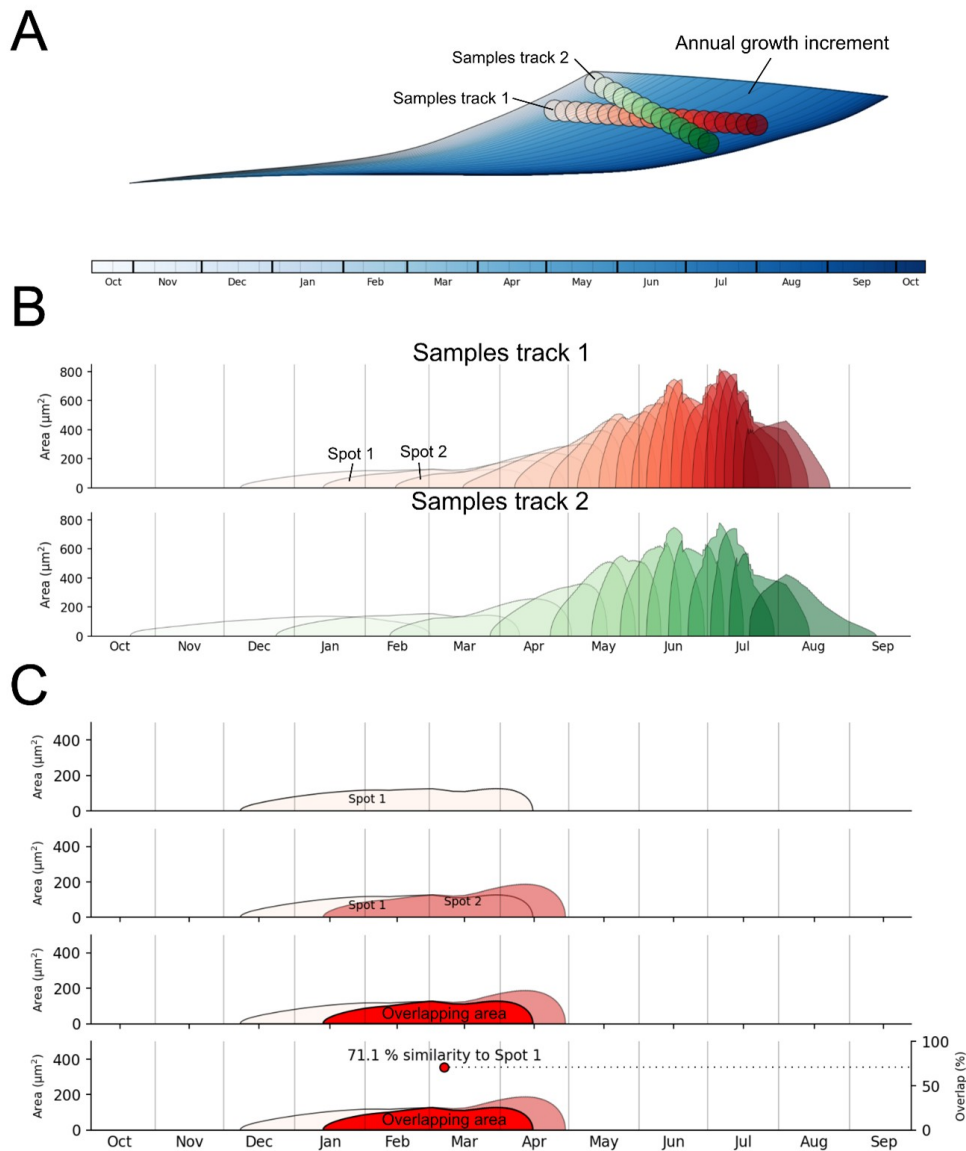 A
Samples track 2
Annual growth increment
Samples track 1
Oct Nov Dec Jan Feb Mar Apr May Jun Jul Aug Sep Oct
B
Samples track 1
800
600
400
200
0
Area (μm²)
Spot 1
Spot 2
Samples track 2
800
600
400
200
0
Area (μm²)
Oct Nov Dec Jan Feb Mar Apr May Jun Jul Aug Sep
C
400
200
0
Area (μm²)
Spot 1
400
200
0
Area (μm²)
Spot 1
Spot 2
400
200
0
Area (μm²)
Overlapping area
400
200
0
Area (μm²)
71.1 % similarity to Spot 1
Overlapping area
100
50
0
Overlap (%)
Oct Nov Dec Jan Feb Mar Apr May Jun Jul Aug Sep